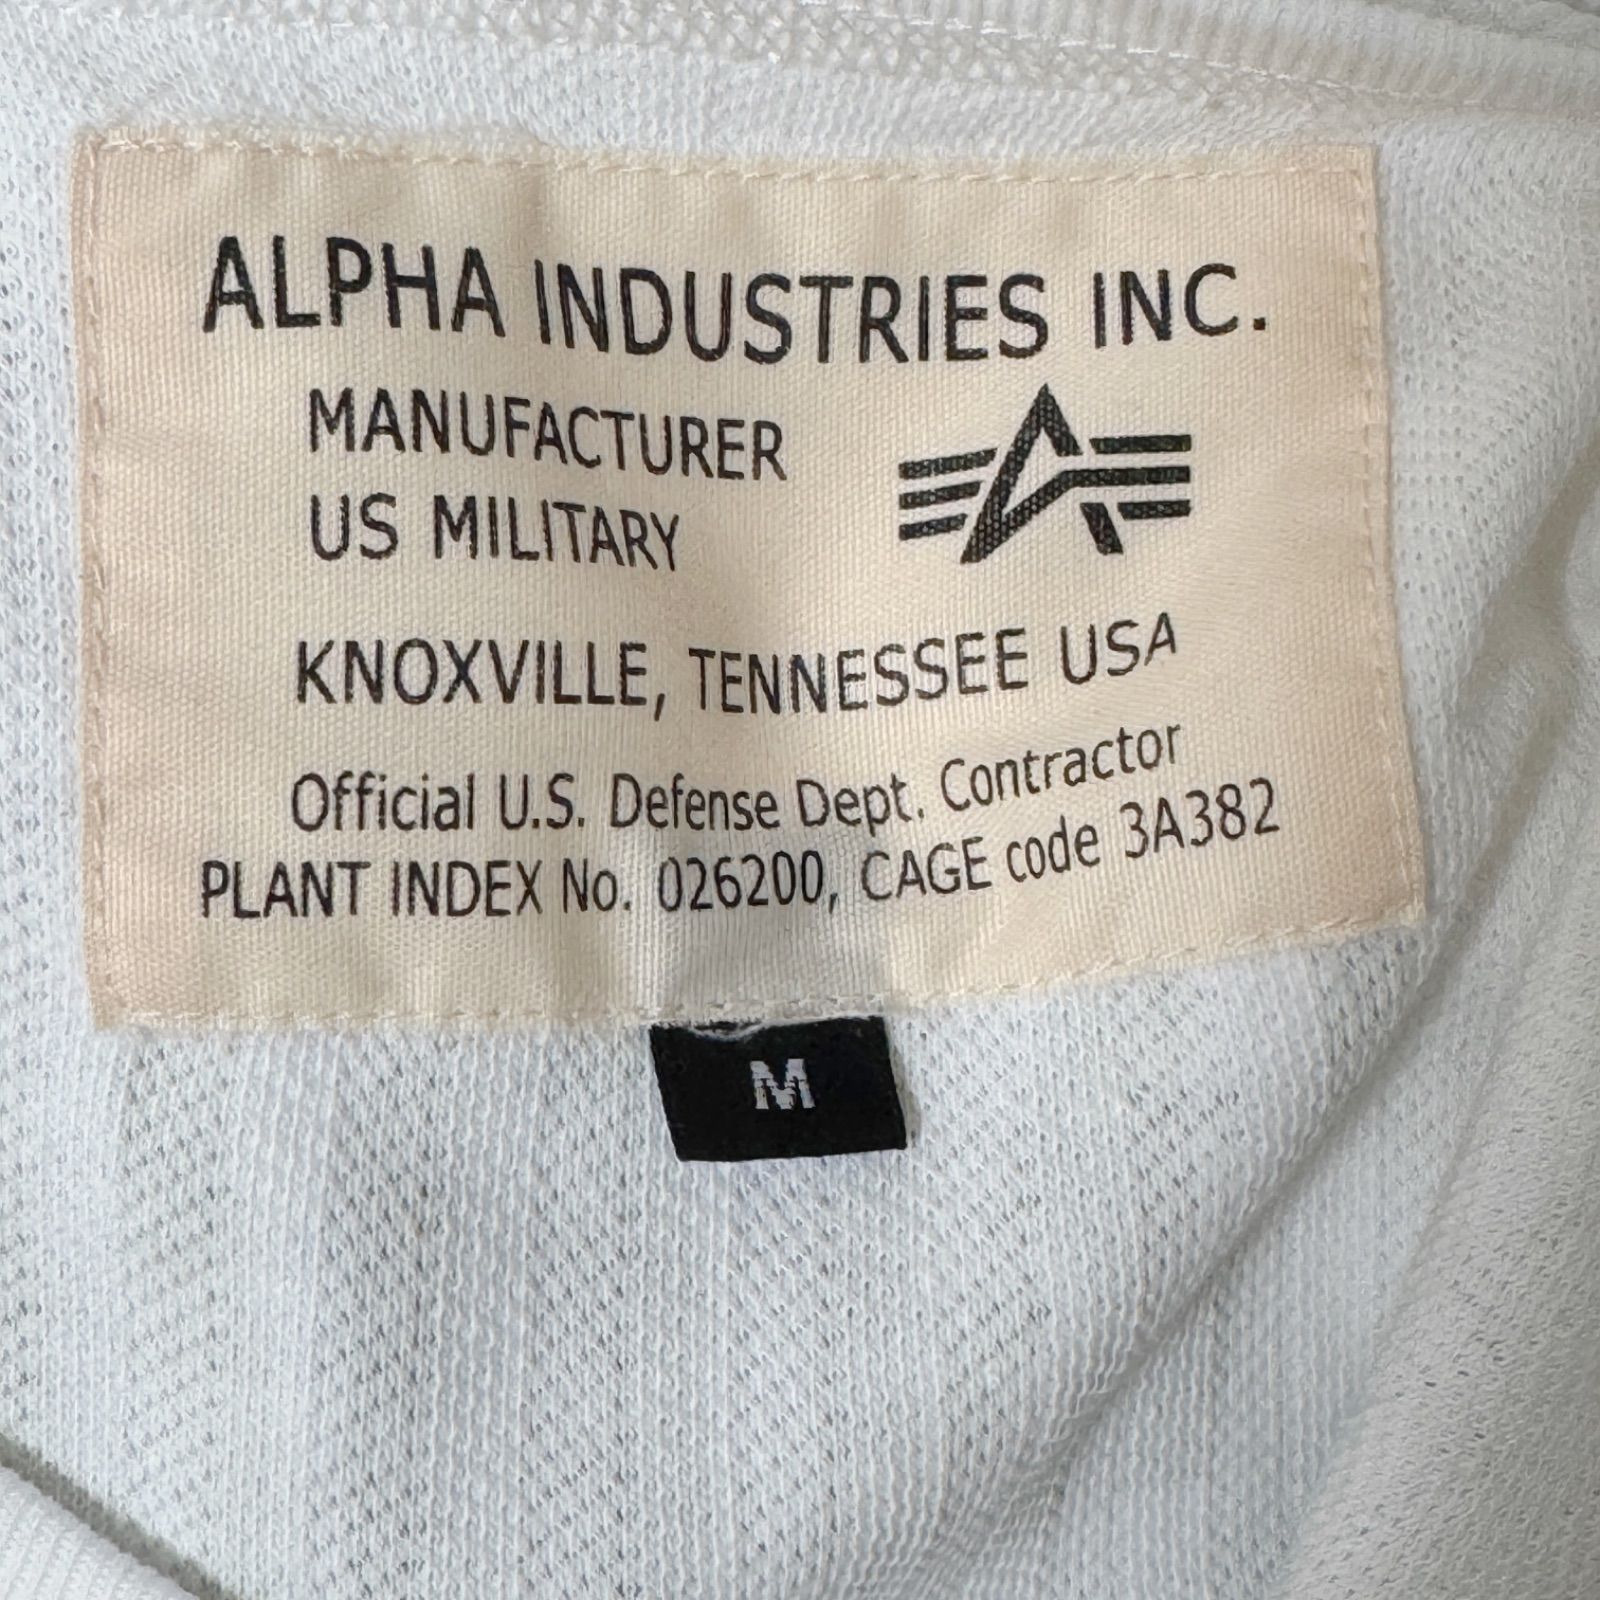 ALPHA INDUSTRIES INC.
MANUFACTURER
US MILITARY
KNOXVILLE, TENNESSEE USA
Official U.S. Defense Dept. Contractor
PLANT INDEX No. 026200, CAGE code 3A382
M